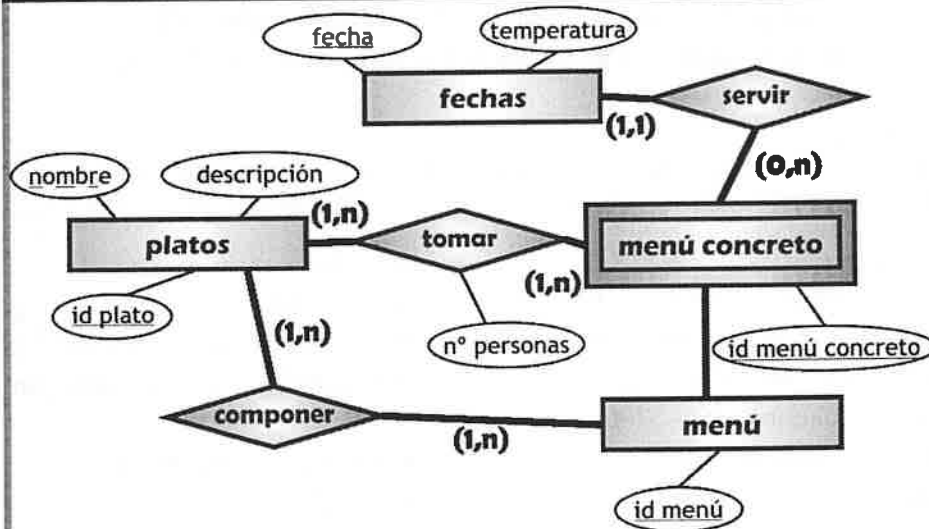 fecha
temperatura
fechas
servir
(1,1)
(0,n)
nombre
descripción
(1,n)
platos
tomar
menú concreto
(1,n)
id plato
(1,n)
nº personas
id menú concreto
componer
(1,n)
menú
id menú